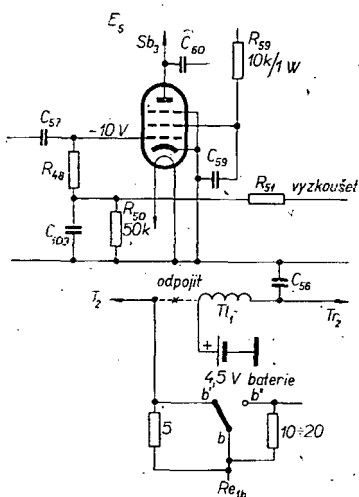 E₅
Sb₃
C₆₀
R₅₉
10k/1 W
C₅₇
-10V
R₄₈
C₅₉
R₅₁
vyzkoušet
R₅₀
50k
C₁₀₃
C₅₆
odpojit
T₂
Tl₁
Tr₂
+
4,5 V baterie
b'
b"
b
5
10÷20
Re₁b